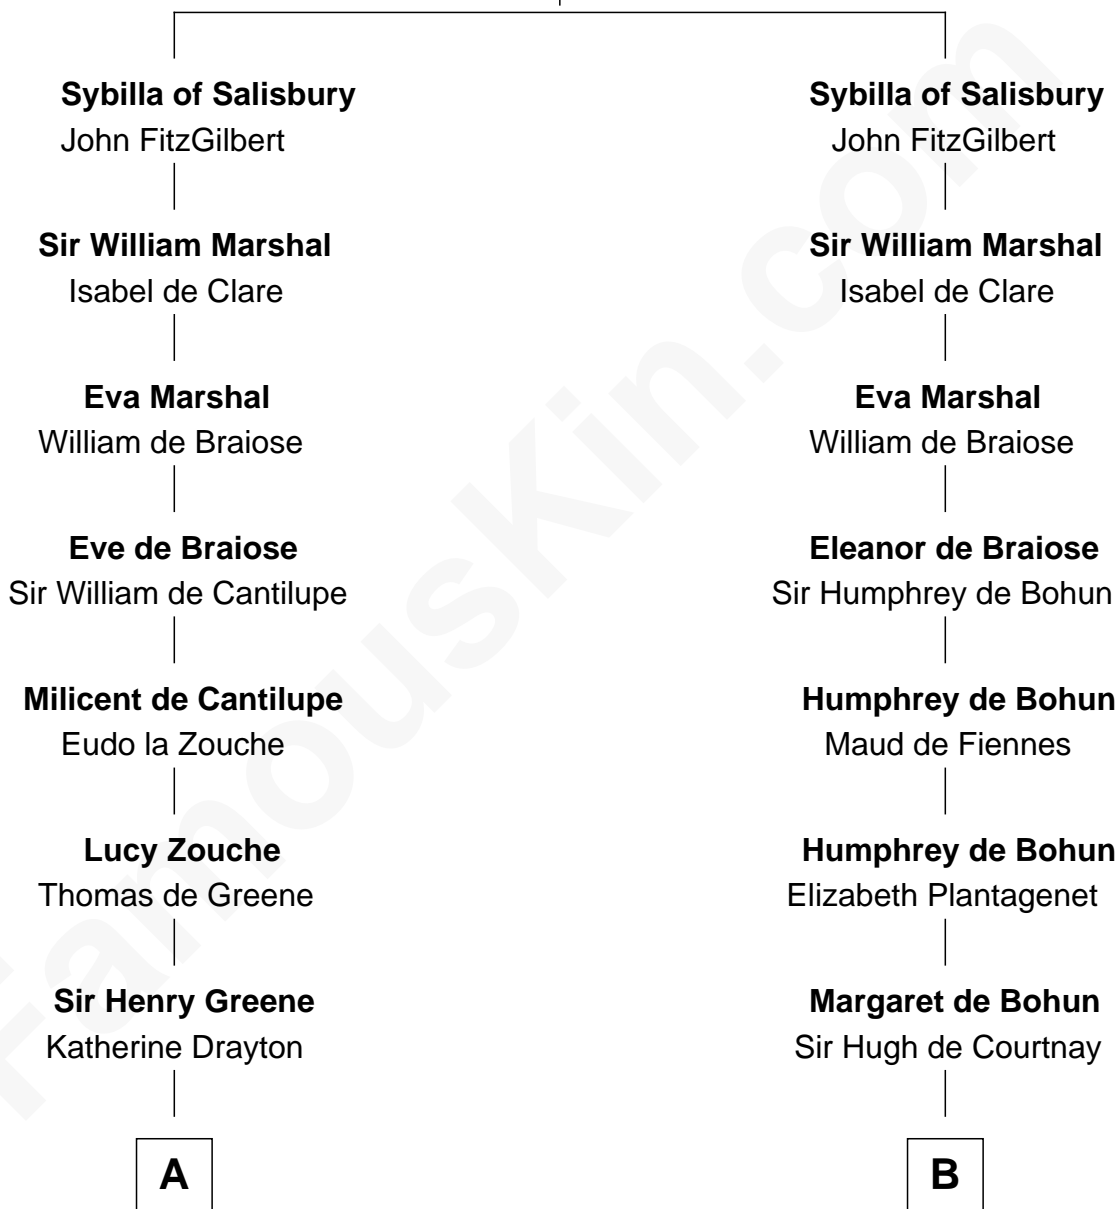 Sybilla of Salisbury
John FitzGilbert
Sir William Marshal
Isabel de Clare
Eva Marshal
William de Braiose
Eve de Braiose
Sir William de Cantilupe
Milicent de Cantilupe
Eudo la Zouche
Lucy Zouche
Thomas de Greene
Sir Henry Greene
Katherine Drayton
A
Sybilla of Salisbury
John FitzGilbert
Sir William Marshal
Isabel de Clare
Eva Marshal
William de Braiose
Eleanor de Braiose
Sir Humphrey de Bohun
Humphrey de Bohun
Maud de Fiennes
Humphrey de Bohun
Elizabeth Plantagenet
Margaret de Bohun
Sir Hugh de Courtnay
B
FamousKin.com